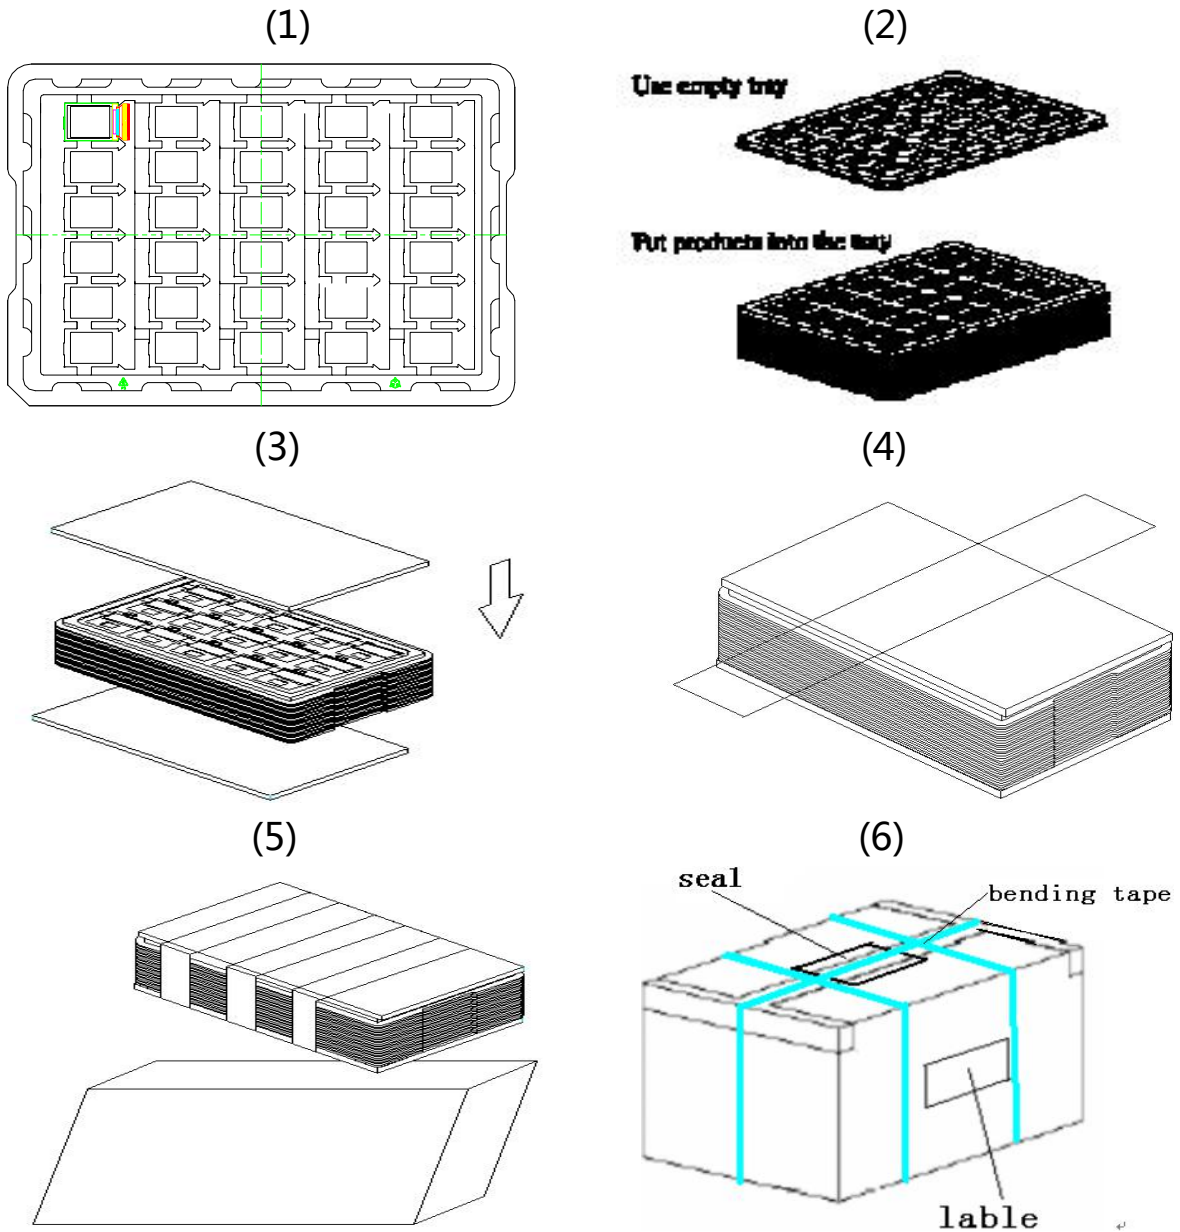 (1)
(2)
Use empty tray
Put products into the tray
(3)
(4)
(5)
(6)
seal
bending tape
lable